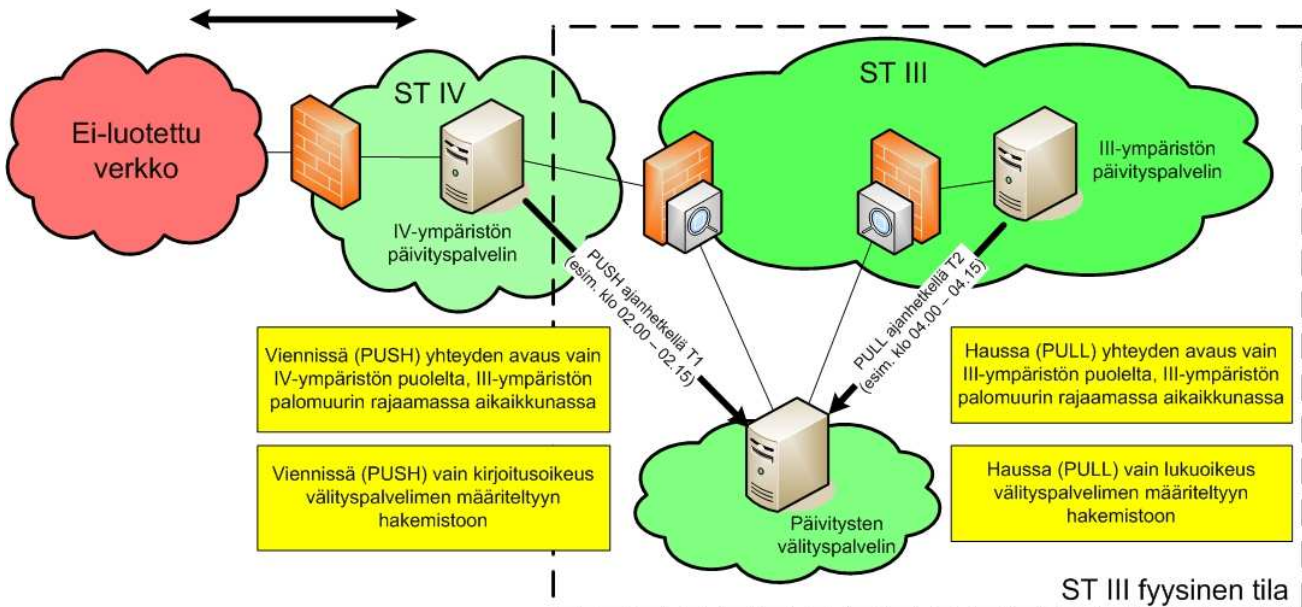 ST IV
ST III
Ei-luotettu
verkko
III-ympäristön
päivityspalvelin
IV-ympäristön
päivityspalvelin
PUSH ajanhetkellä T1
(esim. klo 02.00 – 02.15)
PULL ajanhetkellä T2
(esim. klo 04.00 – 04.15)
Viennissä (PUSH) yhteyden avaus vain
IV-ympäristön puolelta, III-ympäristön
palomuurin rajaamassa aikaikkunassa
Haussa (PULL) yhteyden avaus vain
III-ympäristön puolelta, III-ympäristön
palomuurin rajaamassa aikaikkunassa
Viennissä (PUSH) vain kirjoitusoikeus
välityspalvelimen määriteltyyn
hakemistoon
Haussa (PULL) vain lukuoikeus
välityspalvelimen määriteltyyn
hakemistoon
Päivitysten
välityspalvelin
ST III fyysinen tila